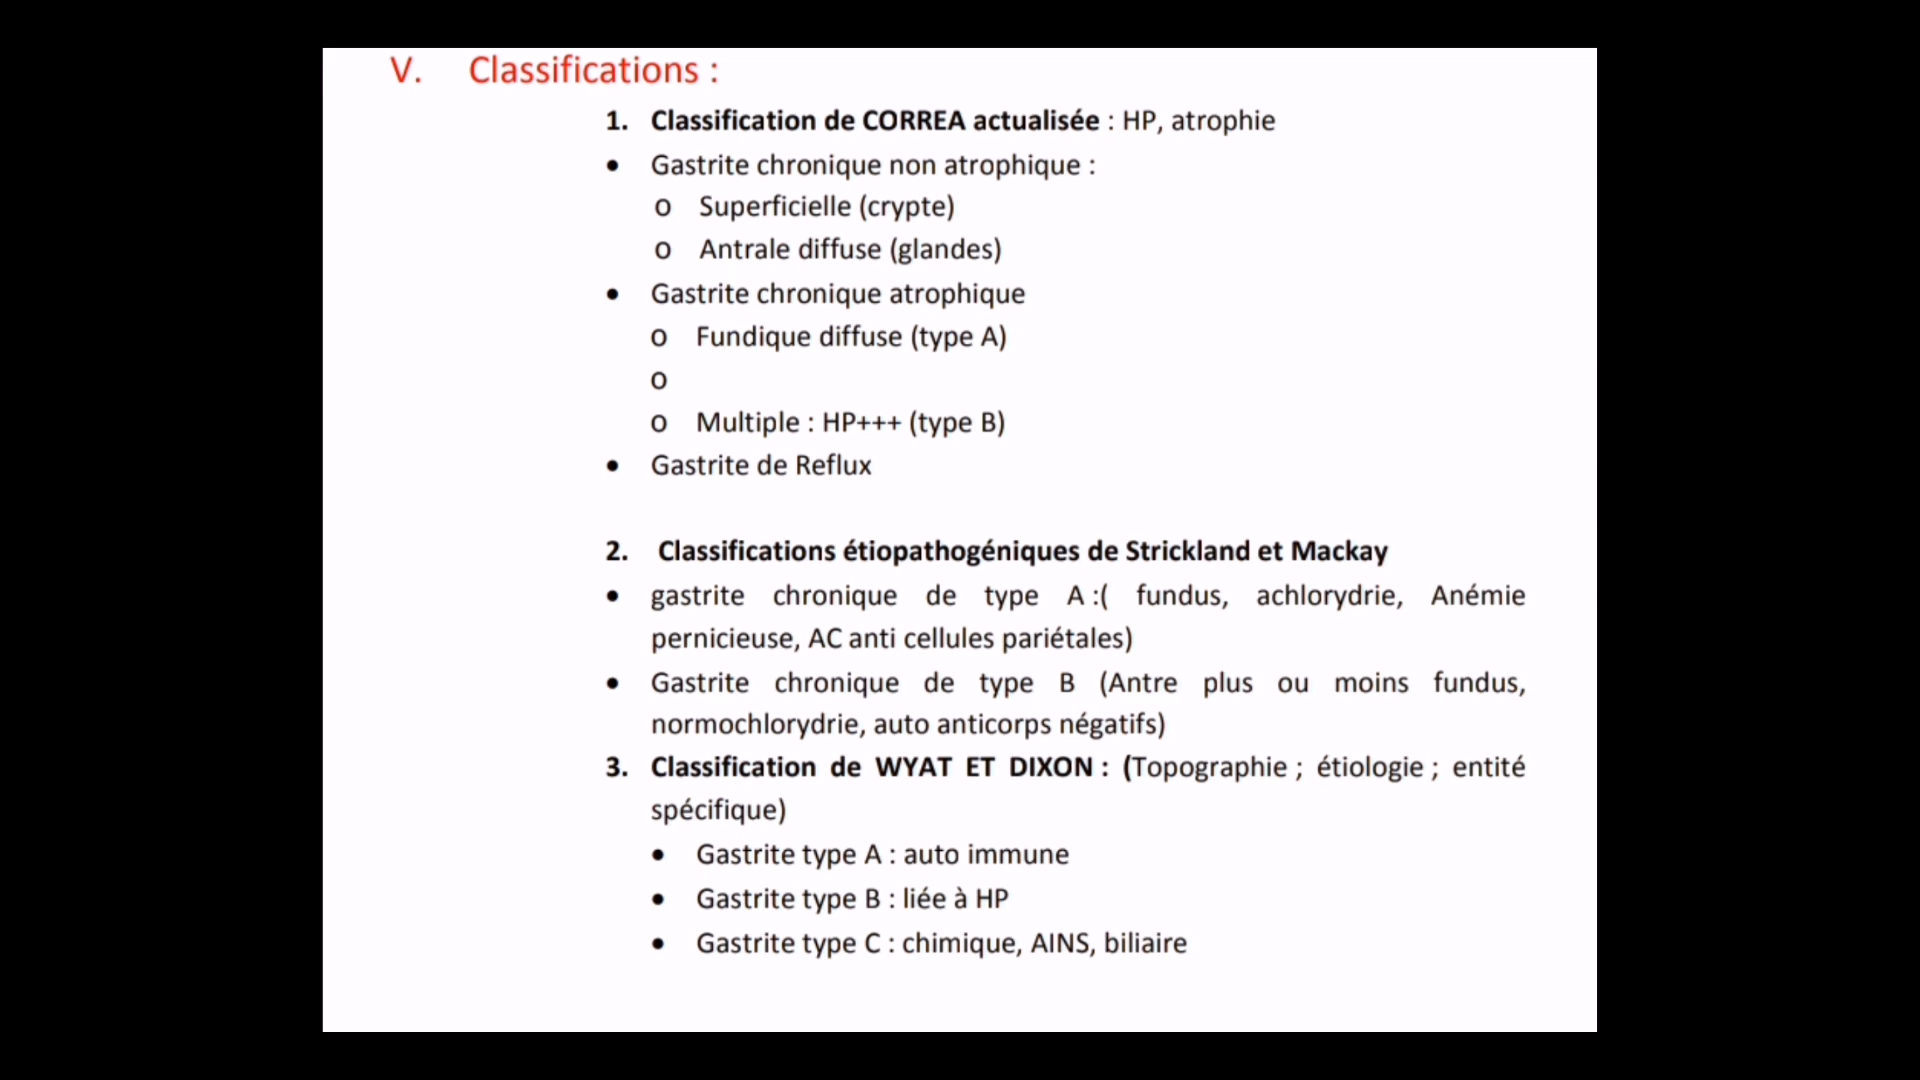 V. Classifications :
1. Classification de CORREA actualisée : HP, atrophie
• Gastrite chronique non atrophique :
o Superficielle (crypte)
o Antrale diffuse (glandes)
• Gastrite chronique atrophique
o Fundique diffuse (type A)
o
o Multiple : HP+++ (type B)
• Gastrite de Reflux
2. Classifications étiopathogéniques de Strickland et Mackay
• gastrite chronique de type A :( fundus, achlorydrie, Anémie
pernicieuse, AC anti cellules pariétales)
• Gastrite chronique de type B (Antre plus ou moins fundus,
normochlorydrie, auto anticorps négatifs)
3. Classification de WYAT ET DIXON : (Topographie ; étiologie ; entité
spécifique)
• Gastrite type A : auto immune
• Gastrite type B : liée à HP
• Gastrite type C : chimique, AINS, biliaire